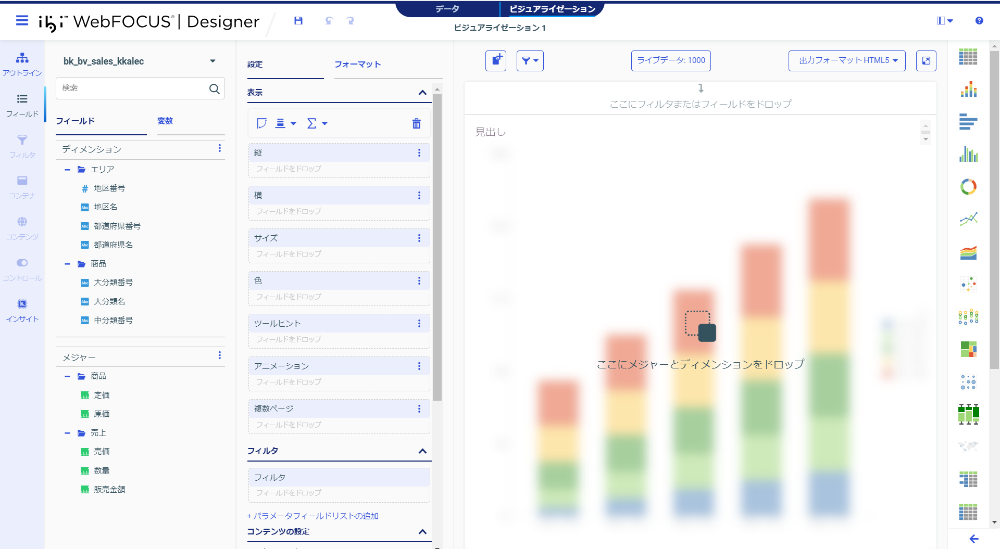 データ
ビジュアライゼーション
ibi™ WebFOCUS® | Designer
ビジュアライゼーション 1
アウトライン
フィールド
フィルタ
コンテナ
コンテンツ
コントロール
インサイト
bk_bv_sales_kkalec
検索
フィールド
変数
ディメンション
エリア
# 地区番号
Abc 地区名
Abc 都道府県番号
Abc 都道府県名
商品
Abc 大分類番号
Abc 大分類名
Abc 中分類番号
メジャー
商品
定価
原価
売上
売価
数量
販売金額
設定
フォーマット
表示
縦
フィールドをドロップ
横
フィールドをドロップ
サイズ
フィールドをドロップ
色
フィールドをドロップ
ツールヒント
フィールドをドロップ
アニメーション
フィールドをドロップ
複数ページ
フィールドをドロップ
フィルタ
フィルタ
フィールドをドロップ
+ パラメータフィールドリストの追加
コンテンツの設定
ライブデータ: 1000
出力フォーマット HTML5
ここにフィルタまたはフィールドをドロップ
見出し
ここにメジャーとディメンションをドロップ